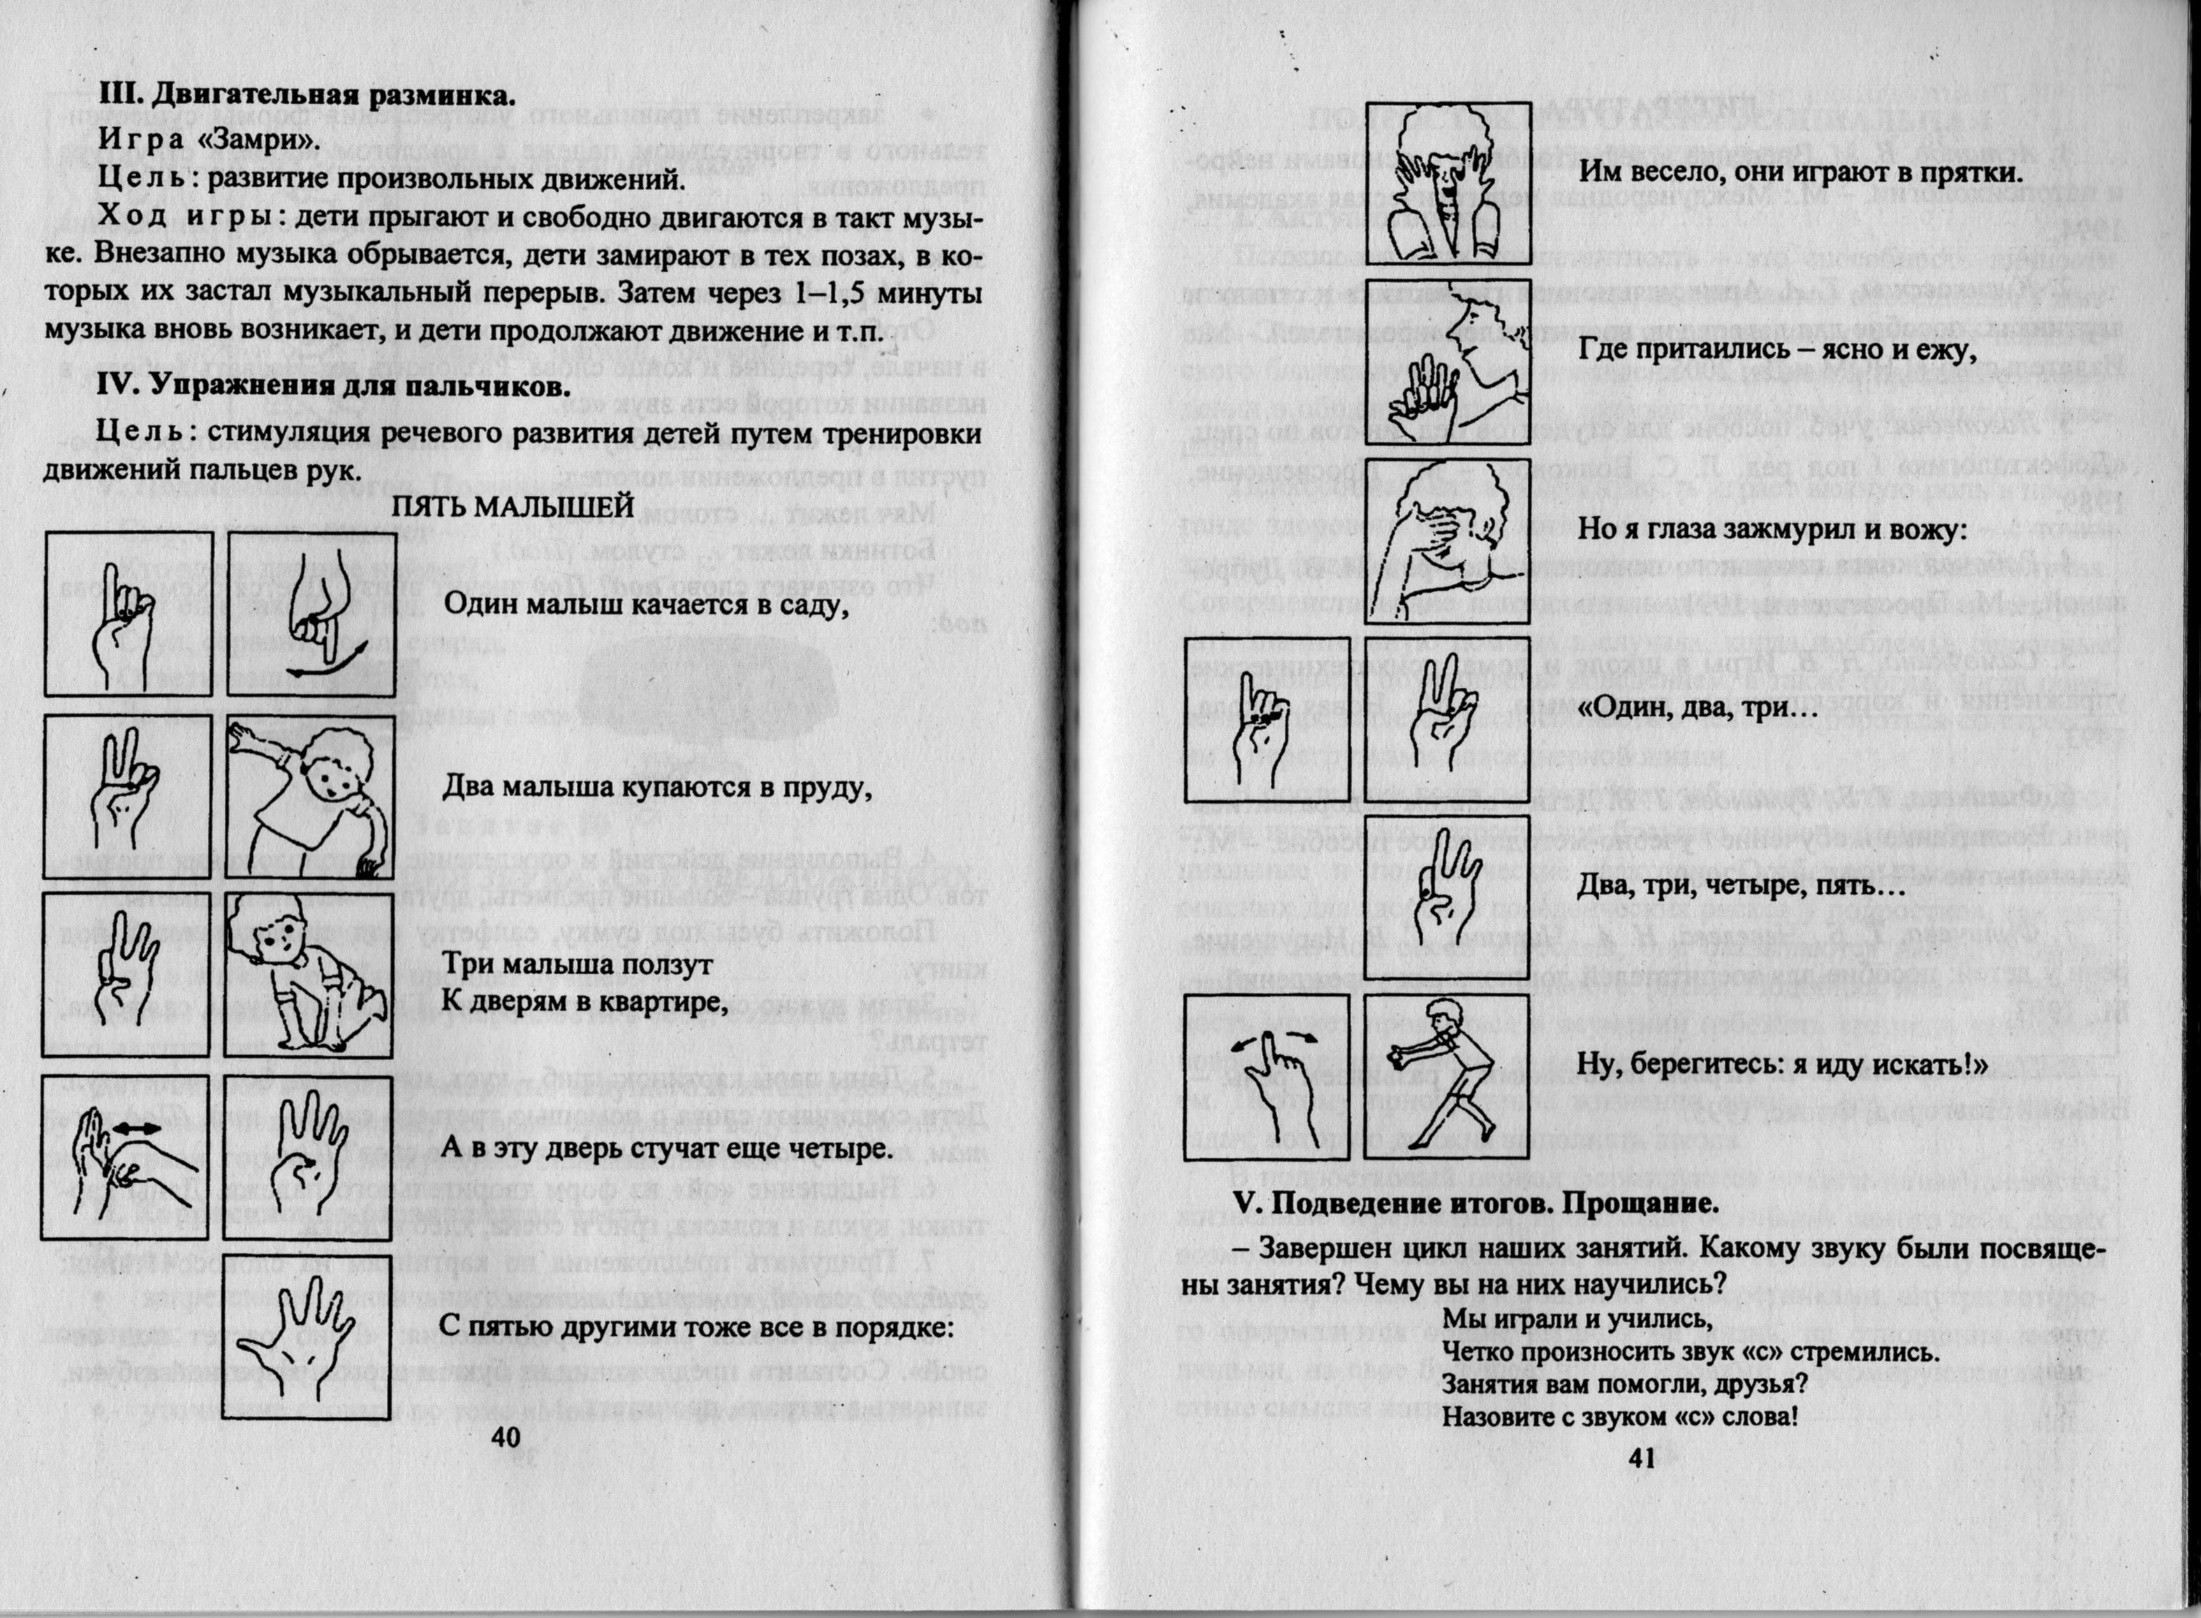 III. Двигательная разминка.
Игра «Замри».
Цель: развитие произвольных движений.
Ход игры: дети прыгают и свободно двигаются в такт музы-
ке. Внезапно музыка обрывается, дети замирают в тех позах, в ко-
торых их застал музыкальный перерыв. Затем через 1–1,5 минуты
музыка вновь возникает, и дети продолжают движение и т.п.
IV. Упражнения для пальчиков.
Цель: стимуляция речевого развития детей путем тренировки
движений пальцев рук.
ПЯТЬ МАЛЫШЕЙ
Один малыш качается в саду,
Два малыша купаются в пруду,
Три малыша ползут
К дверям в квартире,
А в эту дверь стучат еще четыре.
С пятью другими тоже все в порядке:
40
Им весело, они играют в прятки.
Где притаились – ясно и ежу,
Но я глаза зажмурил и вожу:
«Один, два, три…
Два, три, четыре, пять…
Ну, берегитесь: я иду искать!»
V. Подведение итогов. Прощание.
– Завершен цикл наших занятий. Какому звуку были посвяще-
ны занятия? Чему вы на них научились?
Мы играли и учились,
Четко произносить звук «с» стремились.
Занятия вам помогли, друзья?
Назовите с звуком «с» слова!
41